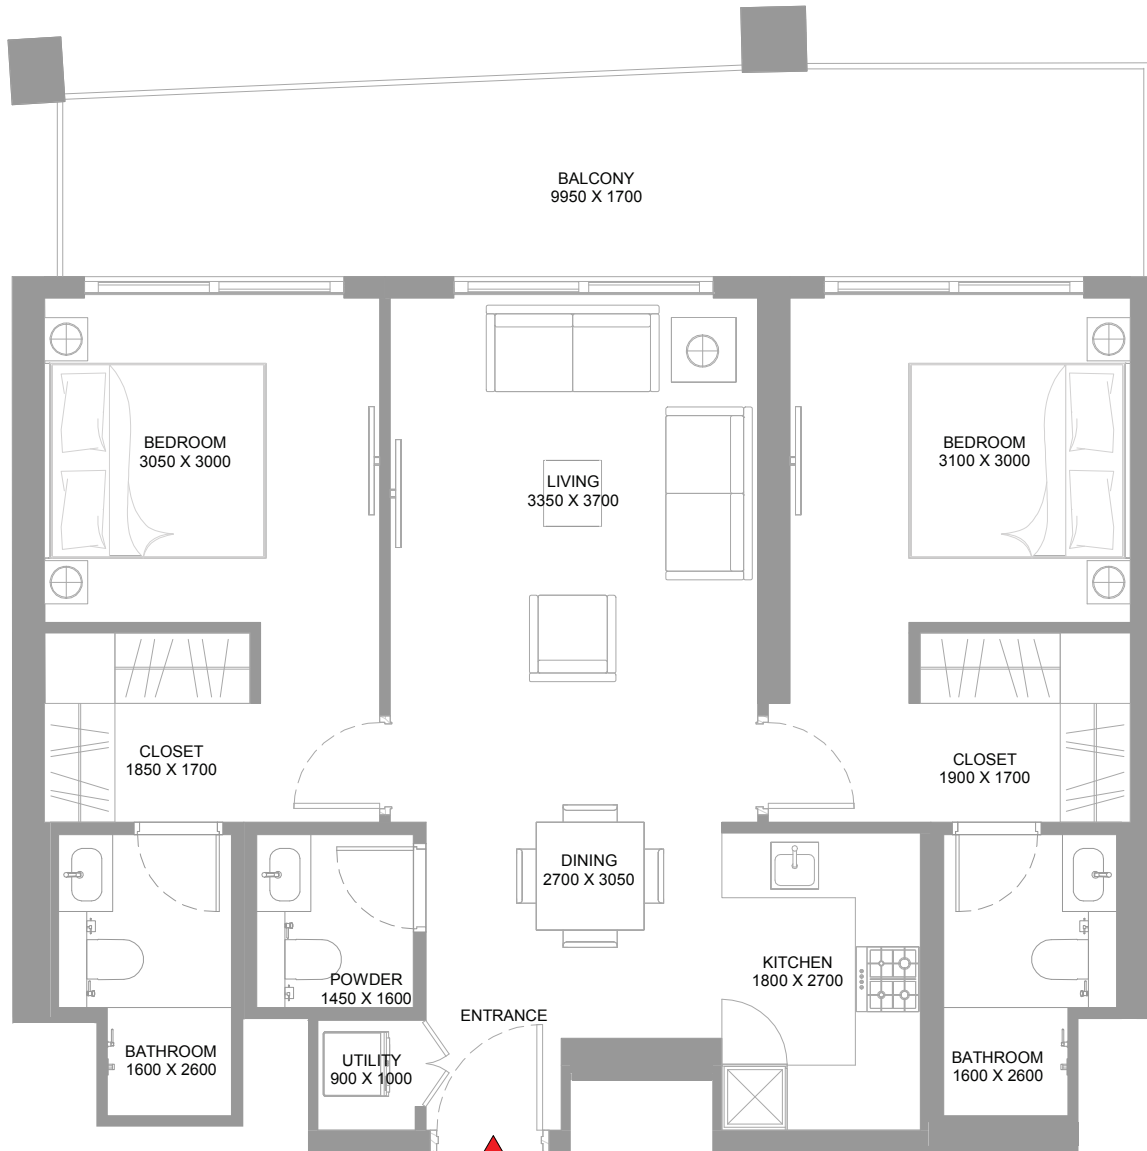 BALCONY
9950 X 1700
BEDROOM
3050 X 3000
LIVING
3350 X 3700
BEDROOM
3100 X 3000
CLOSET
1850 X 1700
CLOSET
1900 X 1700
DINING
2700 X 3050
KITCHEN
1800 X 2700
POWDER
1450 X 1600
ENTRANCE
BATHROOM
1600 X 2600
UTILITY
900 X 1000
BATHROOM
1600 X 2600